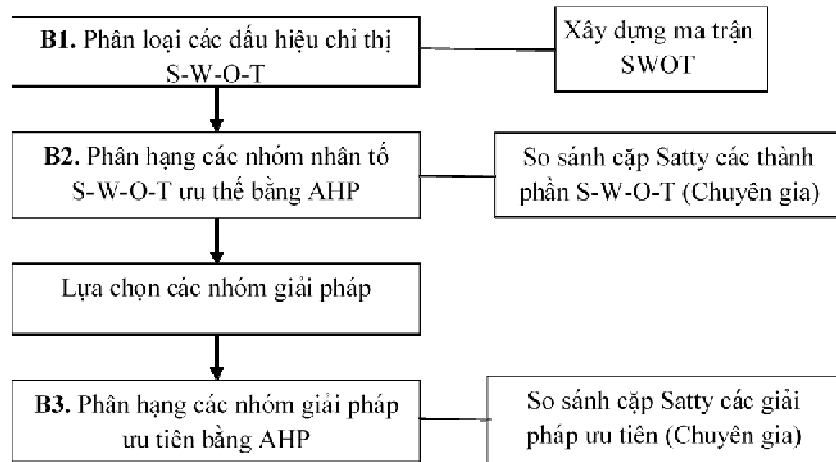 B1. Phân loại các dấu hiệu chỉ thị
S-W-O-T
Xây dựng ma trận
SWOT
B2. Phân hạng các nhóm nhân tố
S-W-O-T ưu thế bằng AHP
So sánh cặp Satty các thành
phần S-W-O-T (Chuyên gia)
Lựa chọn các nhóm giải pháp
B3. Phân hạng các nhóm giải pháp
ưu tiên bằng AHP
So sánh cặp Satty các giải
pháp ưu tiên (Chuyên gia)